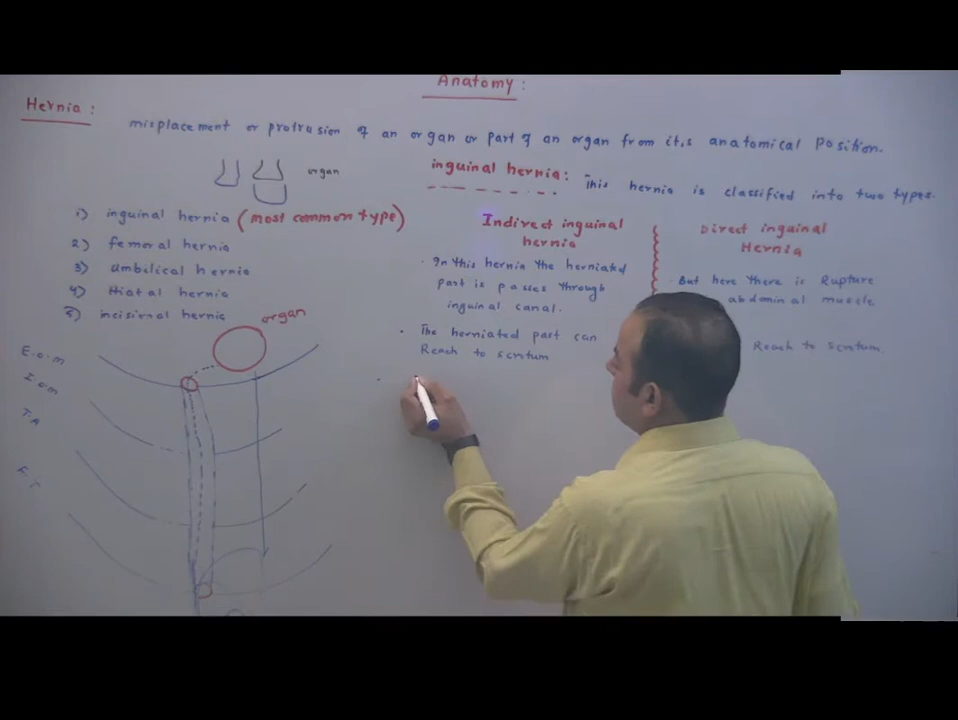 Anatomy:
Hernia:
misplacement or protrusion of an organ or part of an organ from it,s anatomical position.
organ
inguinal hernia: This hernia is classified into two types.
1) inguinal hernia (most common type)
2) femoral hernia
3) umbilical hernia
4) Hiatal hernia
5) incisional hernia
organ
E.o.m
I.o.m
T.A
F.T
Indirect inguinal
hernia
• In this hernia the herniated
part is passes through
inguinal canal.
• The herniated part can
Reach to scrotum
•
Direct inguinal
Hernia
• But here there is Rupture
abdominal muscle
Reach to scrotum